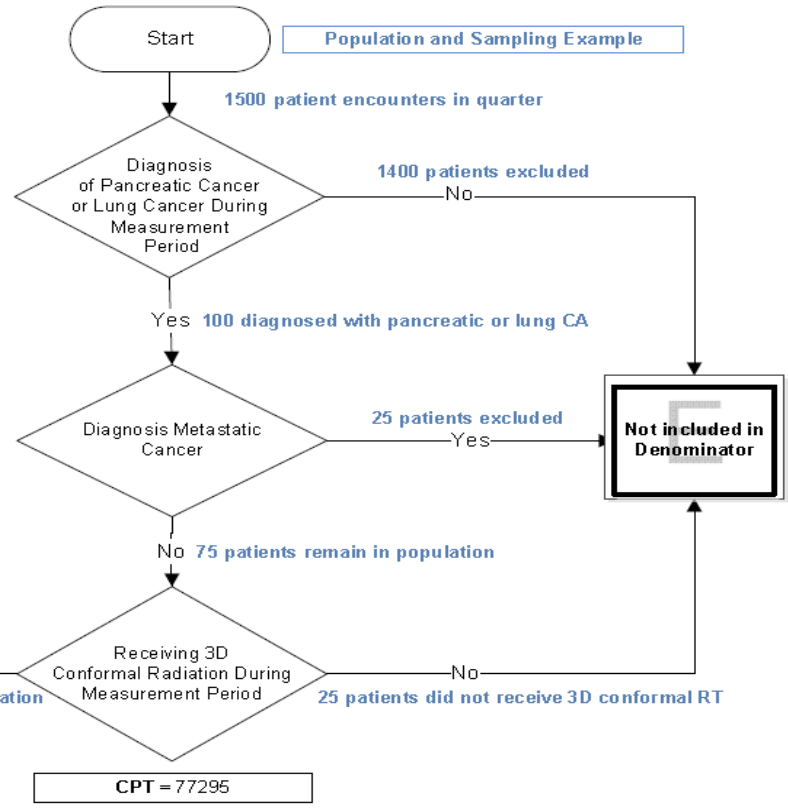 Start
Population and Sampling Example
1500 patient encounters in quarter
Diagnosis
of Pancreatic Cancer
or Lung Cancer During
Measurement
Period
1400 patients excluded
No
Yes 100 diagnosed with pancreatic or lung CA
Diagnosis Metastatic
Cancer
25 patients excluded
Yes
Not included in
Denominator
No 75 patients remain in population
Receiving 3D
Conformal Radiation During
Measurement Period
No
ation
25 patients did not receive 3D conformal RT
CPT = 77295